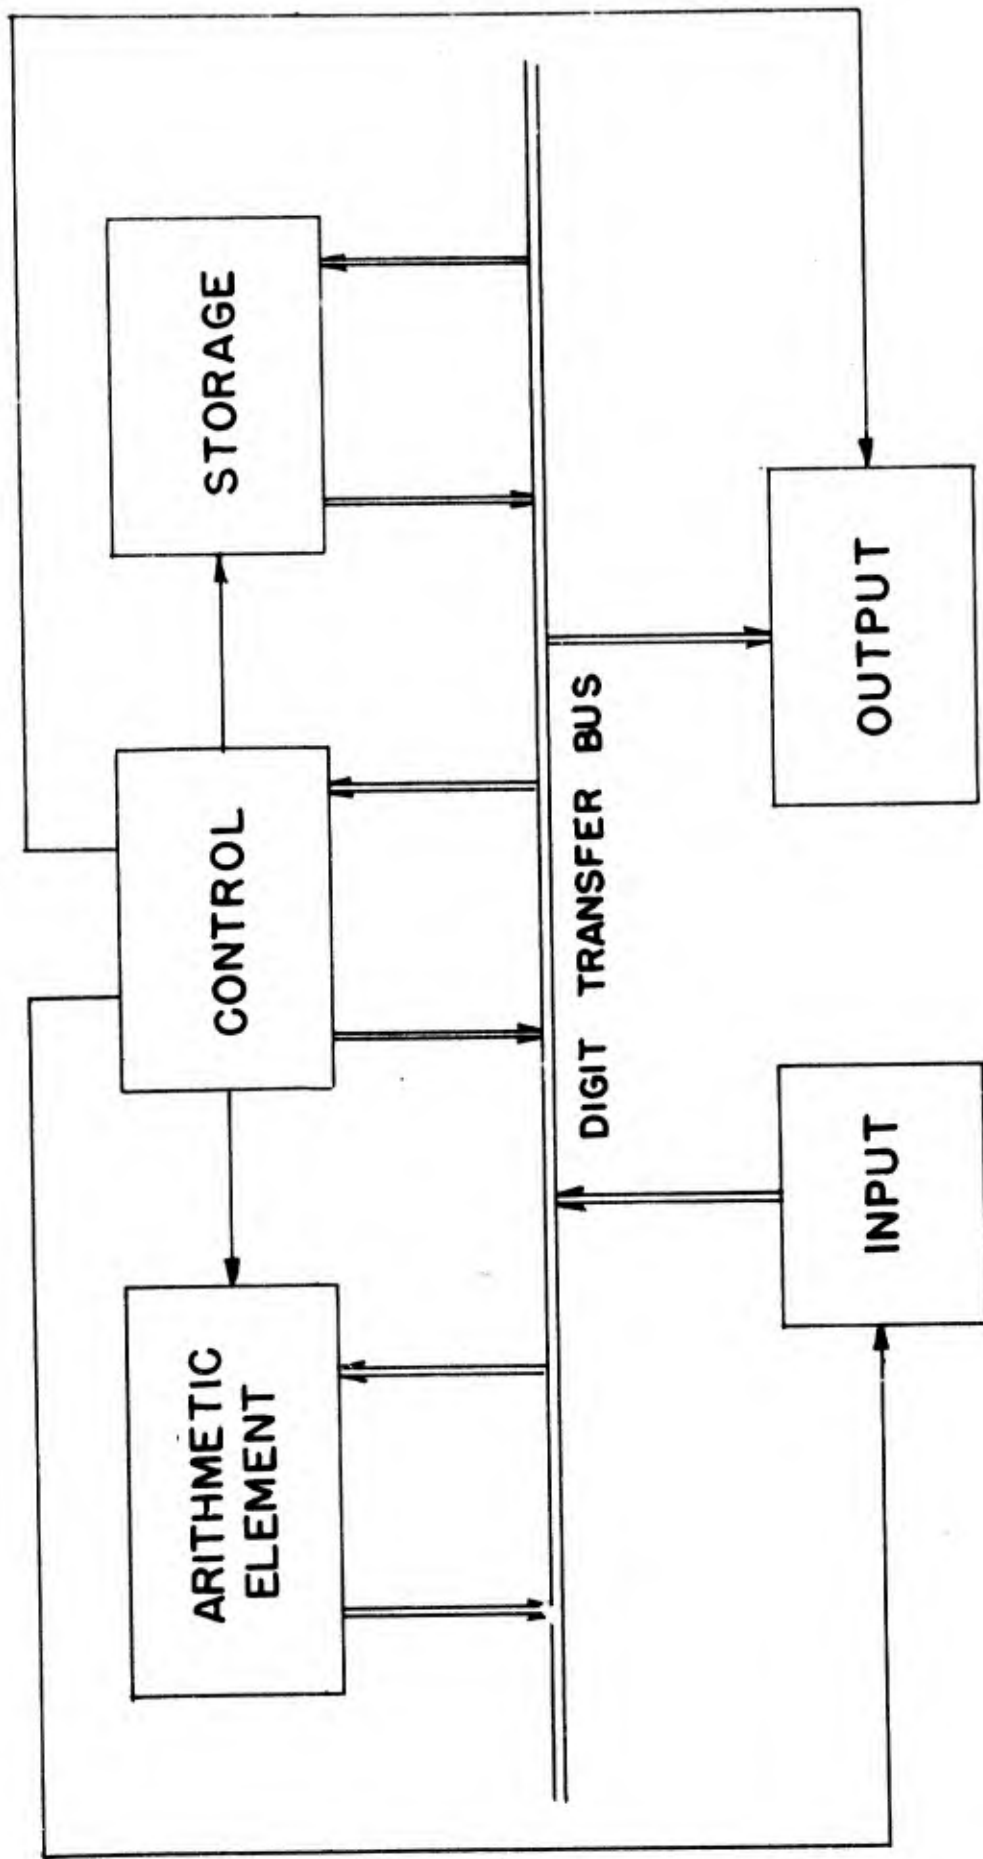 ARITHMETIC
ELEMENT
CONTROL
STORAGE
DIGIT TRANSFER BUS
INPUT
OUTPUT